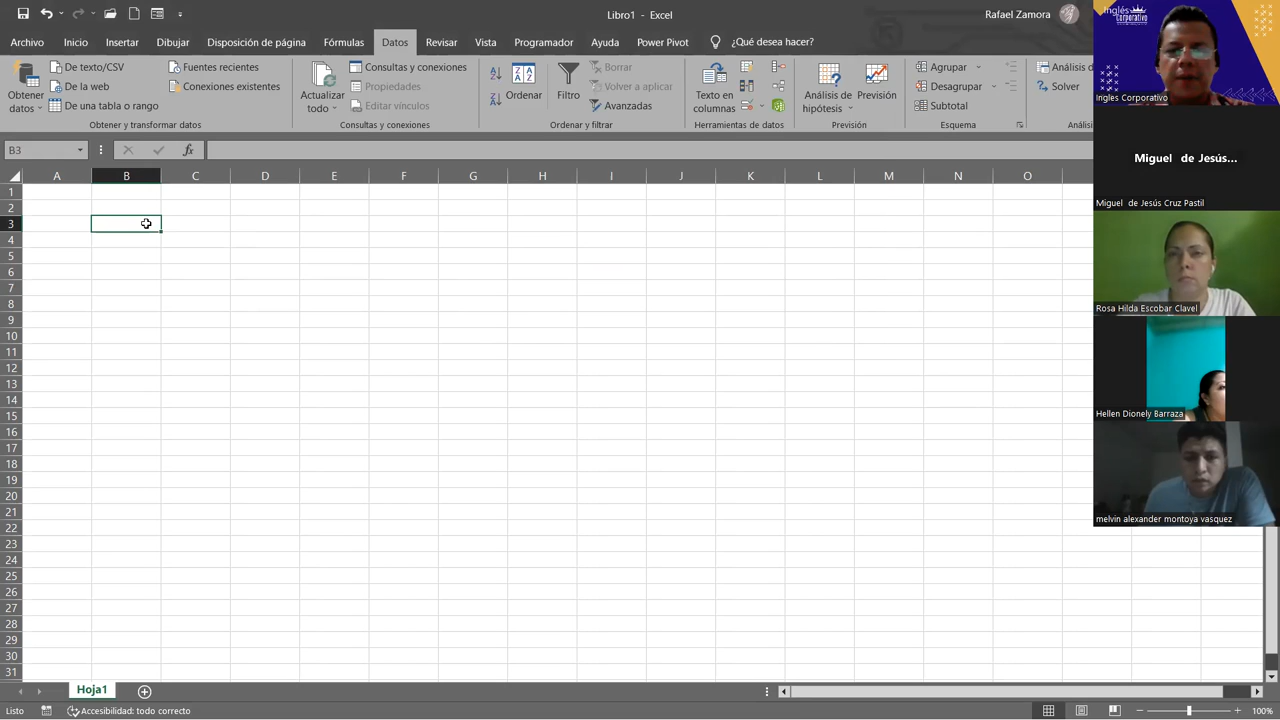 Libro1 - Excel
Rafael Zamora
Archivo Inicio Insertar Dibujar Disposición de página Fórmulas Datos Revisar Vista Programador Ayuda Power Pivot ¿Qué desea hacer?
Obtener datos
De texto/CSV
De la web
De una tabla o rango
Fuentes recientes
Conexiones existentes
Obtener y transformar datos
Actualizar todo
Consultas y conexiones
Propiedades
Editar vínculos
Consultas y conexiones
Ordenar
Filtro
Borrar
Volver a aplicar
Avanzadas
Ordenar y filtrar
Texto en columnas
Herramientas de datos
Análisis de hipótesis
Previsión
Previsión
Agrupar
Desagrupar
Subtotal
Esquema
Análisis d
Solver
Análisi
B3
fx
A B C D E F G H I J K L M N O
1
2
3
4
5
6
7
8
9
10
11
12
13
14
15
16
17
18
19
20
21
22
23
24
25
26
27
28
29
30
31
Hoja1
Listo
Accesibilidad: todo correcto
100%
Inglés
Corporativo
Ingles Corporativo
Miguel de Jesús...
Miguel de Jesús Cruz Pastil
Rosa Hilda Escobar Clavel
Hellen Dionely Barraza
melvin alexander montoya vasquez